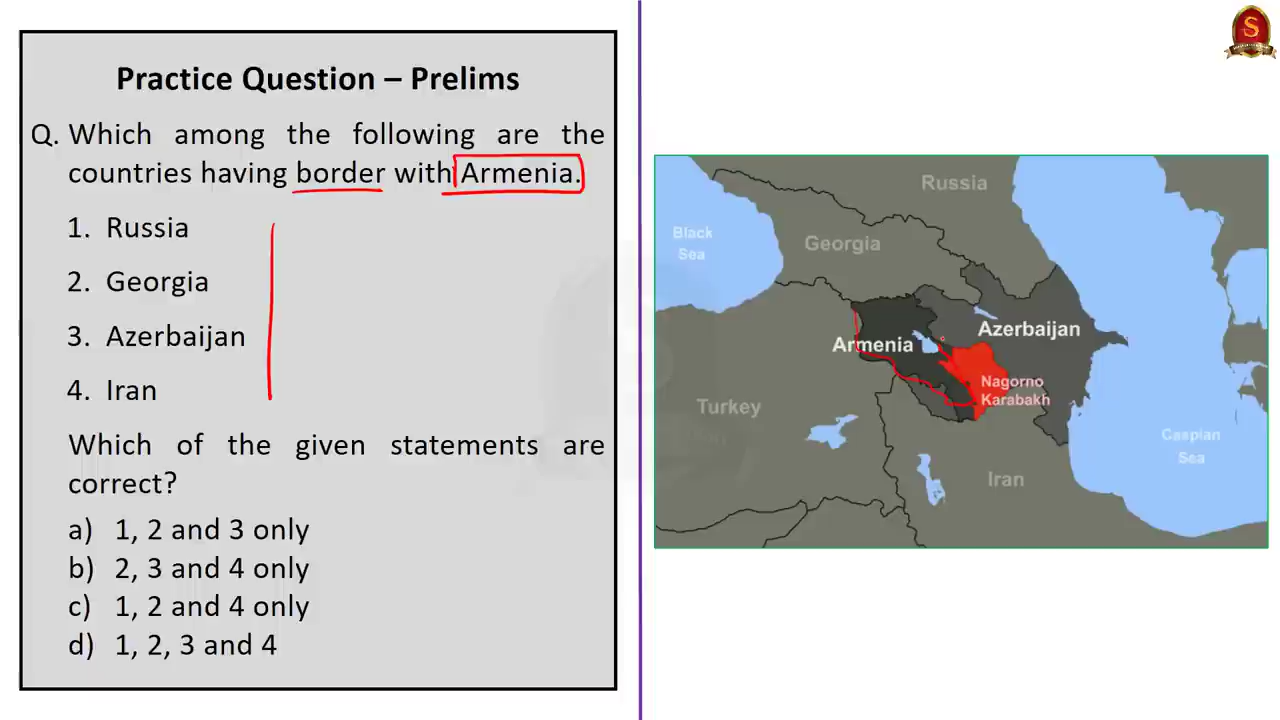 Practice Question – Prelims
Q. Which among the following are the
countries having border with Armenia.
1. Russia
2. Georgia
3. Azerbaijan
4. Iran
Which of the given statements are
correct?
a) 1, 2 and 3 only
b) 2, 3 and 4 only
c) 1, 2 and 4 only
d) 1, 2, 3 and 4
S
Russia
Black
Sea
Georgia
Azerbaijan
Armenia
Nagorno
Karabakh
Turkey
Caspian
Sea
Iran